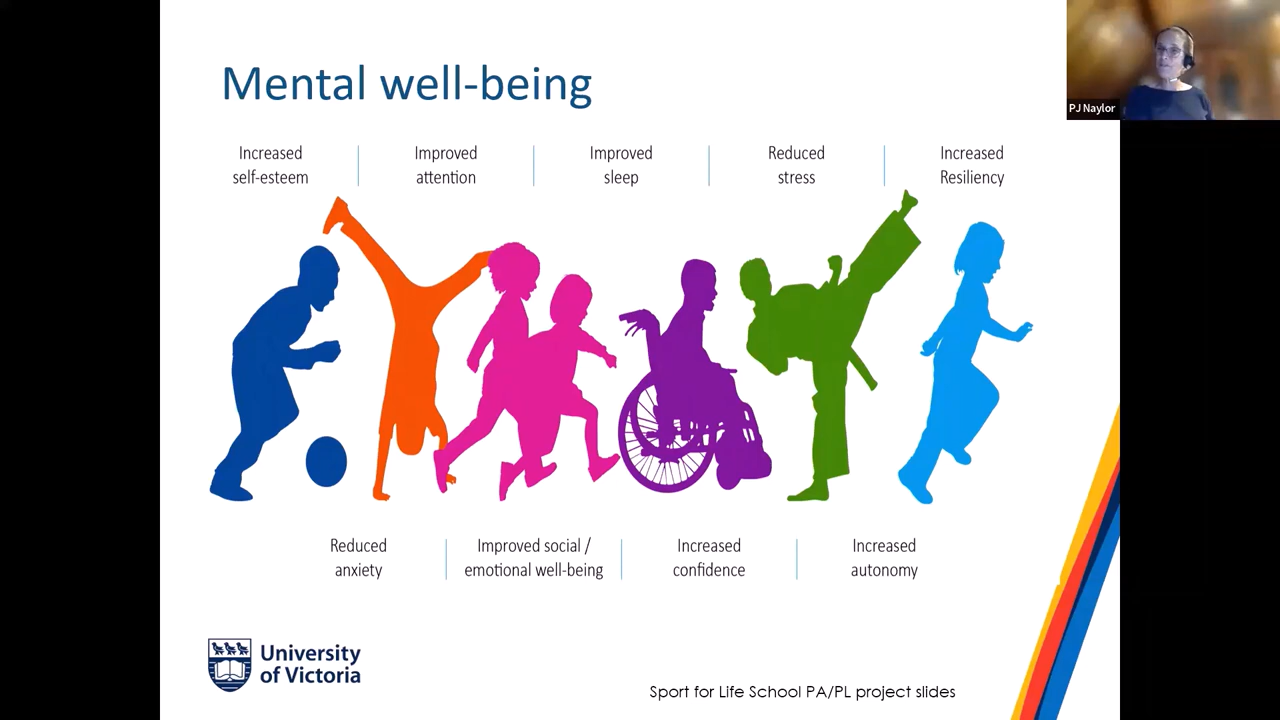 Mental well-being
PJ Naylor
Increased
self-esteem
Improved
attention
Improved
sleep
Reduced
stress
Increased
Resiliency
Reduced
anxiety
Improved social /
emotional well-being
Increased
confidence
Increased
autonomy
University
of Victoria
Sport for Life School PA/PL project slides